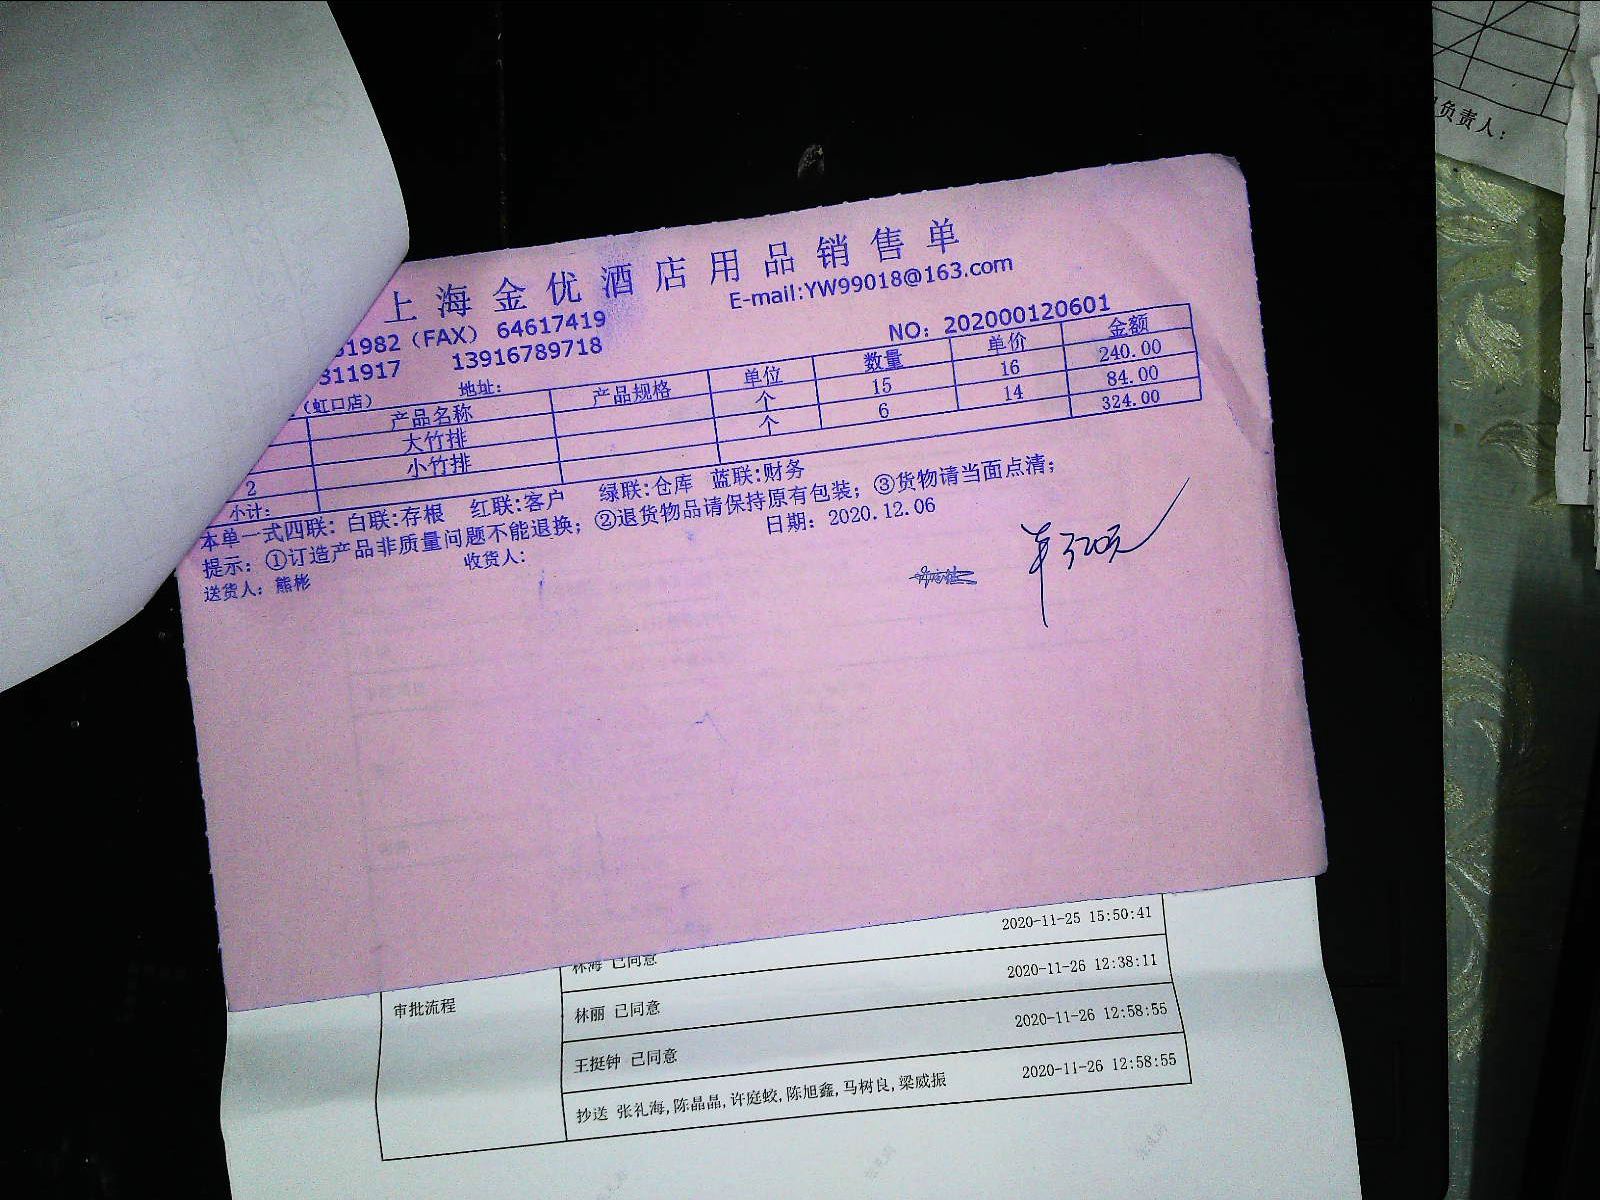 上海金优酒店用品销售单
E-mail:YW99018@163.com
51982（FAX） 64617419
311917 13916789718
NO: 202000120601
（虹口店） 地址:
产品名称 产品规格 单位 数量 单价 金额
大竹排 个 15 16 240.00
2 小竹排 个 6 14 84.00
小计: 324.00
本单一式四联: 白联:存根 红联:客户 绿联:仓库 蓝联:财务
提示: ①订造产品非质量问题不能退换; ②退货物品请保持原有包装; ③货物请当面点清;
送货人: 熊彬 收货人: 日期: 2020.12.06
2020-11-25 15:50:41
审批流程
林海 已同意 2020-11-26 12:38:11
林丽 已同意 2020-11-26 12:58:55
王挺钟 已同意 2020-11-26 12:58:55
抄送 张礼海,陈晶晶,许庭蛟,陈旭鑫,马树良,梁威振
负责人: